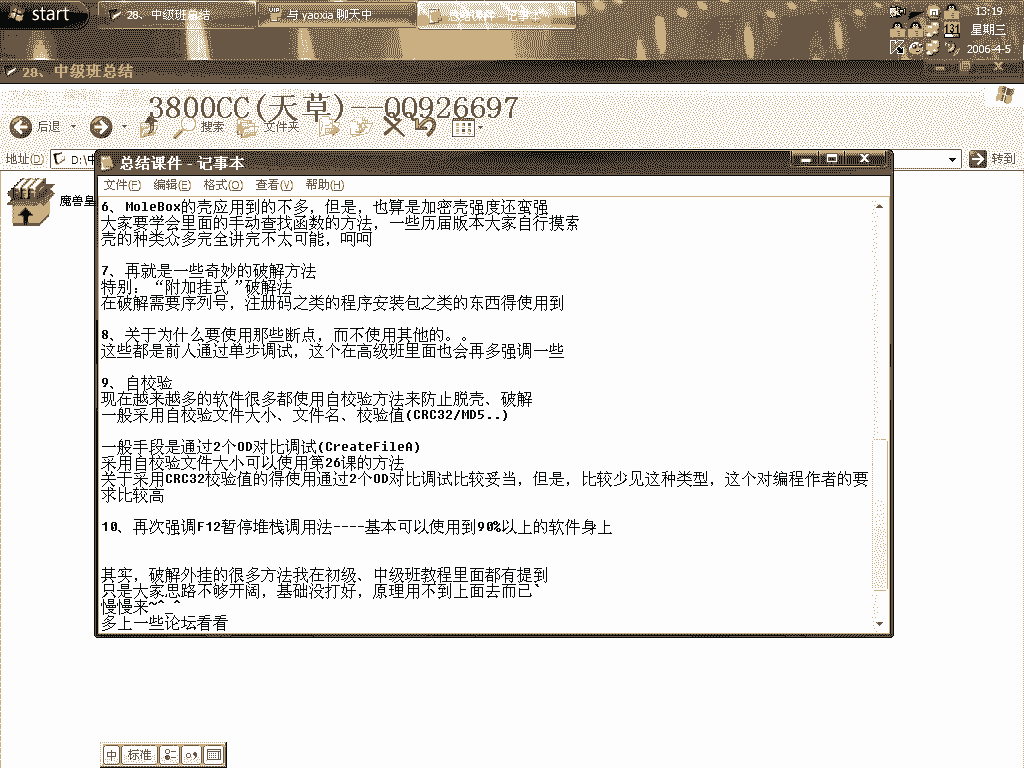 start
28、中级班总结
与 yaoxia 聊天中
总结课件 - 记事本
13:19
131
星期三
2006-4-5
28、中级班总结
3800CC(天草)--QQ926697
后退
搜索
文件夹
地址(D)
D:\中
转到
魔兽皇
总结课件 - 记事本
文件(F) 编辑(E) 格式(O) 查看(V) 帮助(H)
6、MoleBox的壳应用到的不多，但是，也算是加密壳强度还蛮强
大家要学会里面的手动查找函数的方法，一些历届版本大家自行摸索
壳的种类众多完全讲完不太可能，呵呵
7、再就是一些奇妙的破解方法
特别：“附加挂式 ”破解法
在破解需要序列号，注册码之类的程序安装包之类的东西得使用到
8、关于为什么要使用那些断点，而不使用其他的。。
这些都是前人通过单步调试，这个在高级班里面也会再多强调一些
9、自校验
现在越来越多的软件很多都使用自校验方法来防止脱壳、破解
一般采用自校验文件大小、文件名、校验值(CRC32/MD5..)
一般手段是通过2个OD对比调试(CreateFileA)
采用自校验文件大小可以使用第26课的方法
关于采用CRC32校验值的得使用通过2个OD对比调试比较妥当，但是，比较少见这种类型，这个对编程作者的要
求比较高
10、再次强调F12暂停堆栈调用法----基本可以使用到90%以上的软件身上
其实，破解外挂的很多方法我在初级、中级班教程里面都有提到
只是大家思路不够开阔，基础没打好，原理用不到上面去而已`
慢慢来~^_^
多上一些论坛看看
中 标准